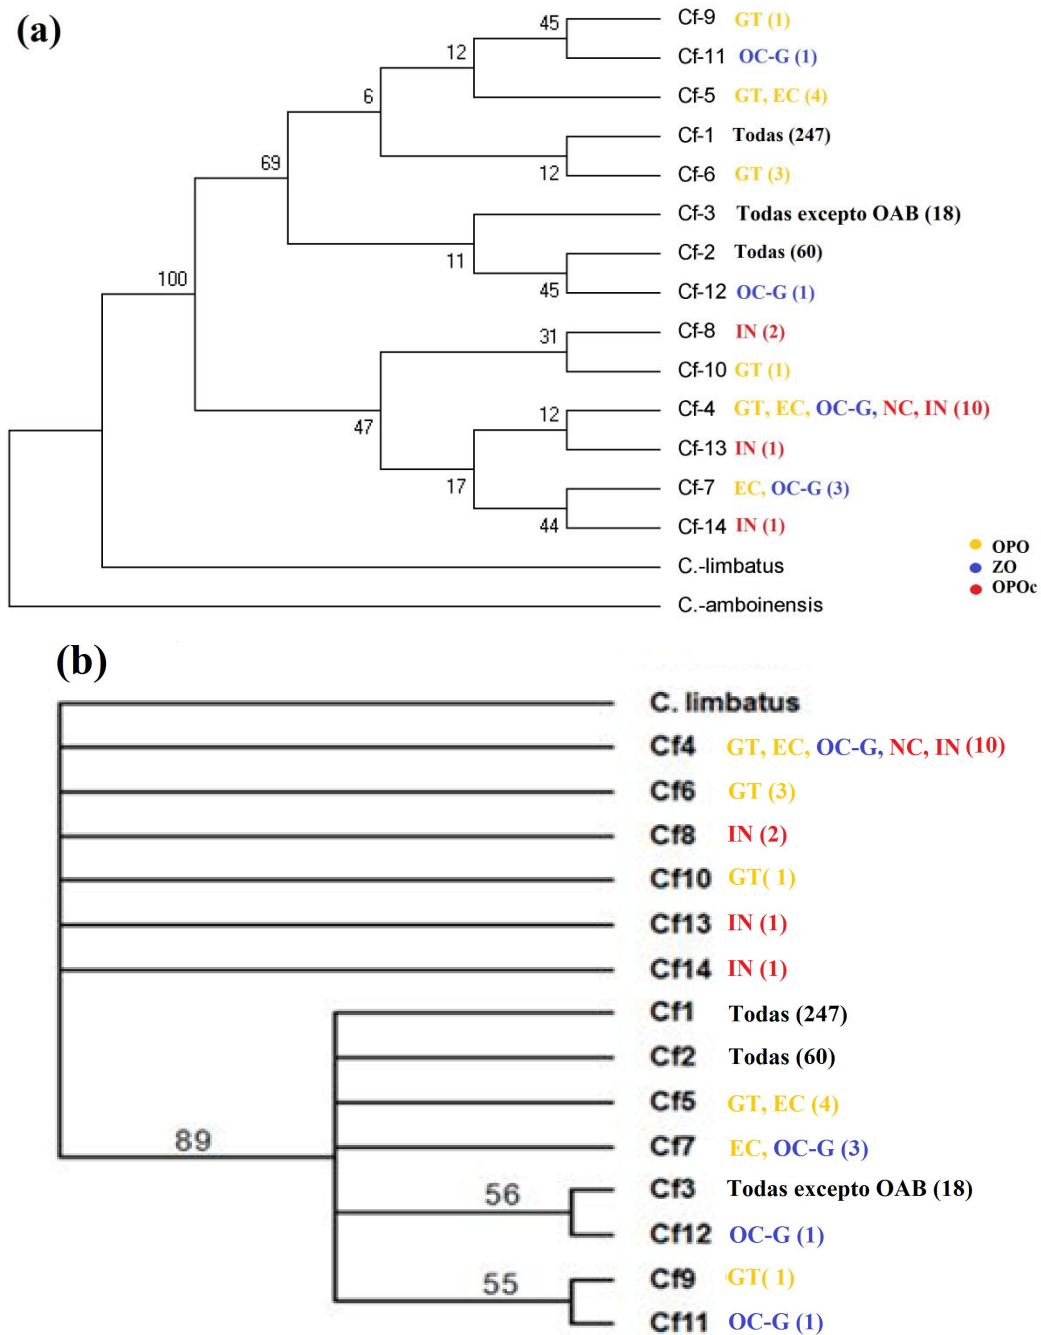 (a)
45
Cf-9 GT (1)
12
Cf-11 OC-G (1)
6
Cf-5 GT, EC (4)
Cf-1 Todas (247)
69
12
Cf-6 GT (3)
Cf-3 Todas excepto OAB (18)
11
Cf-2 Todas (60)
100
45
Cf-12 OC-G (1)
31
Cf-8 IN (2)
Cf-10 GT (1)
47
12
Cf-4 GT, EC, OC-G, NC, IN (10)
Cf-13 IN (1)
17
Cf-7 EC, OC-G (3)
44
Cf-14 IN (1)
C.-limbatus
C.-amboinensis
OPO
ZO
OPOc
(b)
C. limbatus
Cf4 GT, EC, OC-G, NC, IN (10)
Cf6 GT (3)
Cf8 IN (2)
Cf10 GT( 1)
Cf13 IN (1)
Cf14 IN (1)
Cf1 Todas (247)
Cf2 Todas (60)
Cf5 GT, EC (4)
89
Cf7 EC, OC-G (3)
56
Cf3 Todas excepto OAB (18)
Cf12 OC-G (1)
55
Cf9 GT( 1)
Cf11 OC-G (1)